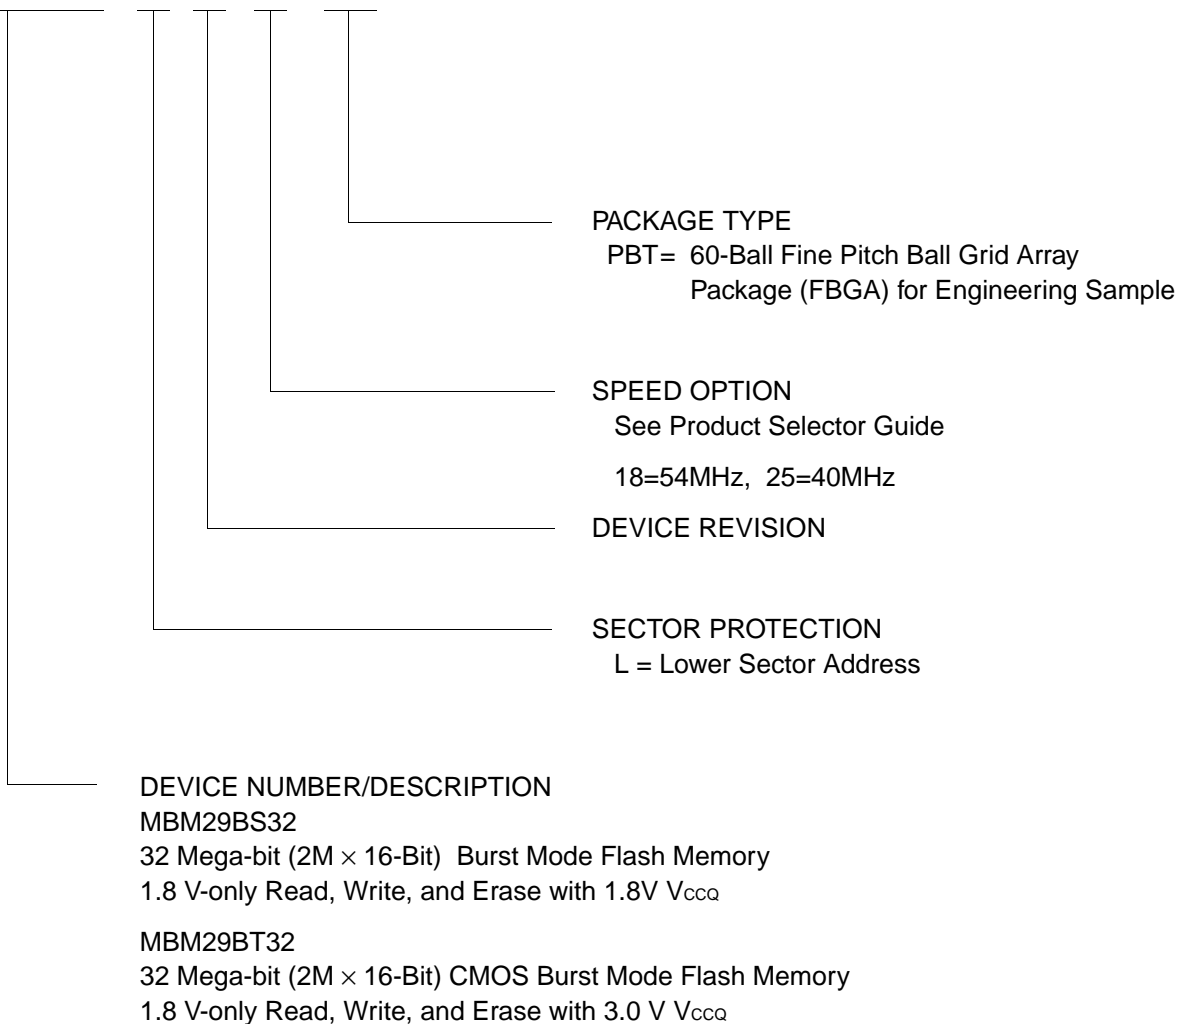 PACKAGE TYPE
PBT= 60-Ball Fine Pitch Ball Grid Array
Package (FBGA) for Engineering Sample
SPEED OPTION
See Product Selector Guide
18=54MHz, 25=40MHz
DEVICE REVISION
SECTOR PROTECTION
L = Lower Sector Address
DEVICE NUMBER/DESCRIPTION
MBM29BS32
32 Mega-bit (2M × 16-Bit) Burst Mode Flash Memory
1.8 V-only Read, Write, and Erase with 1.8V VCCQ
MBM29BT32
32 Mega-bit (2M × 16-Bit) CMOS Burst Mode Flash Memory
1.8 V-only Read, Write, and Erase with 3.0 V VCCQ